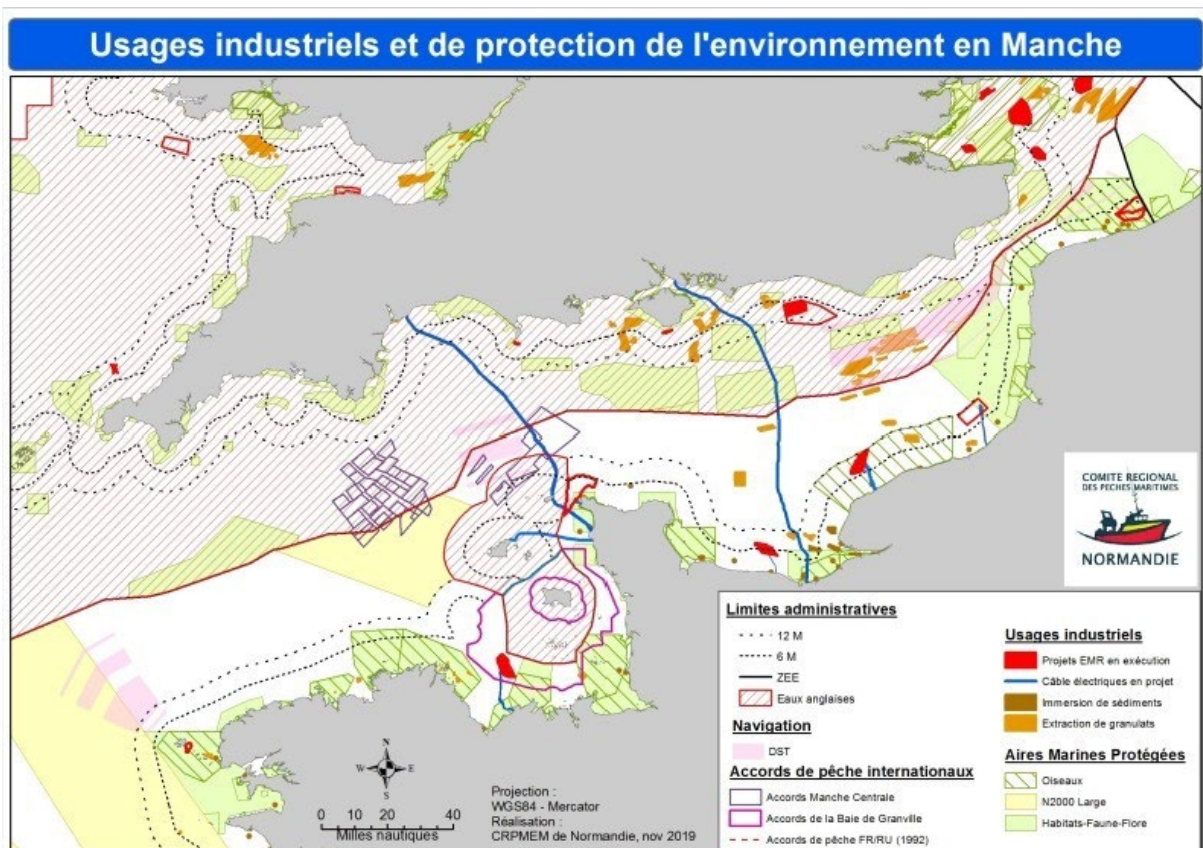 Usages industriels et de protection de l'environnement en Manche
COMITE REGIONAL
DES PECHES MARITIMES
NORMANDIE
N
W E
S
0 10 20 40
Milles nautiques
Projection :
WGS84 - Mercator
Réalisation :
CRPMEM de Normandie, nov 2019
Limites administratives
12 M
6 M
ZEE
Eaux anglaises
Navigation
DST
Accords de pêche internationaux
Accords Manche Centrale
Accords de la Baie de Granville
Accords de pêche FR/RU (1992)
Usages industriels
Projets EMR en exécution
Câble électriques en projet
Immersion de sédiments
Extraction de granulats
Aires Marines Protégées
Oiseaux
N2000 Large
Habitats-Faune-Flore